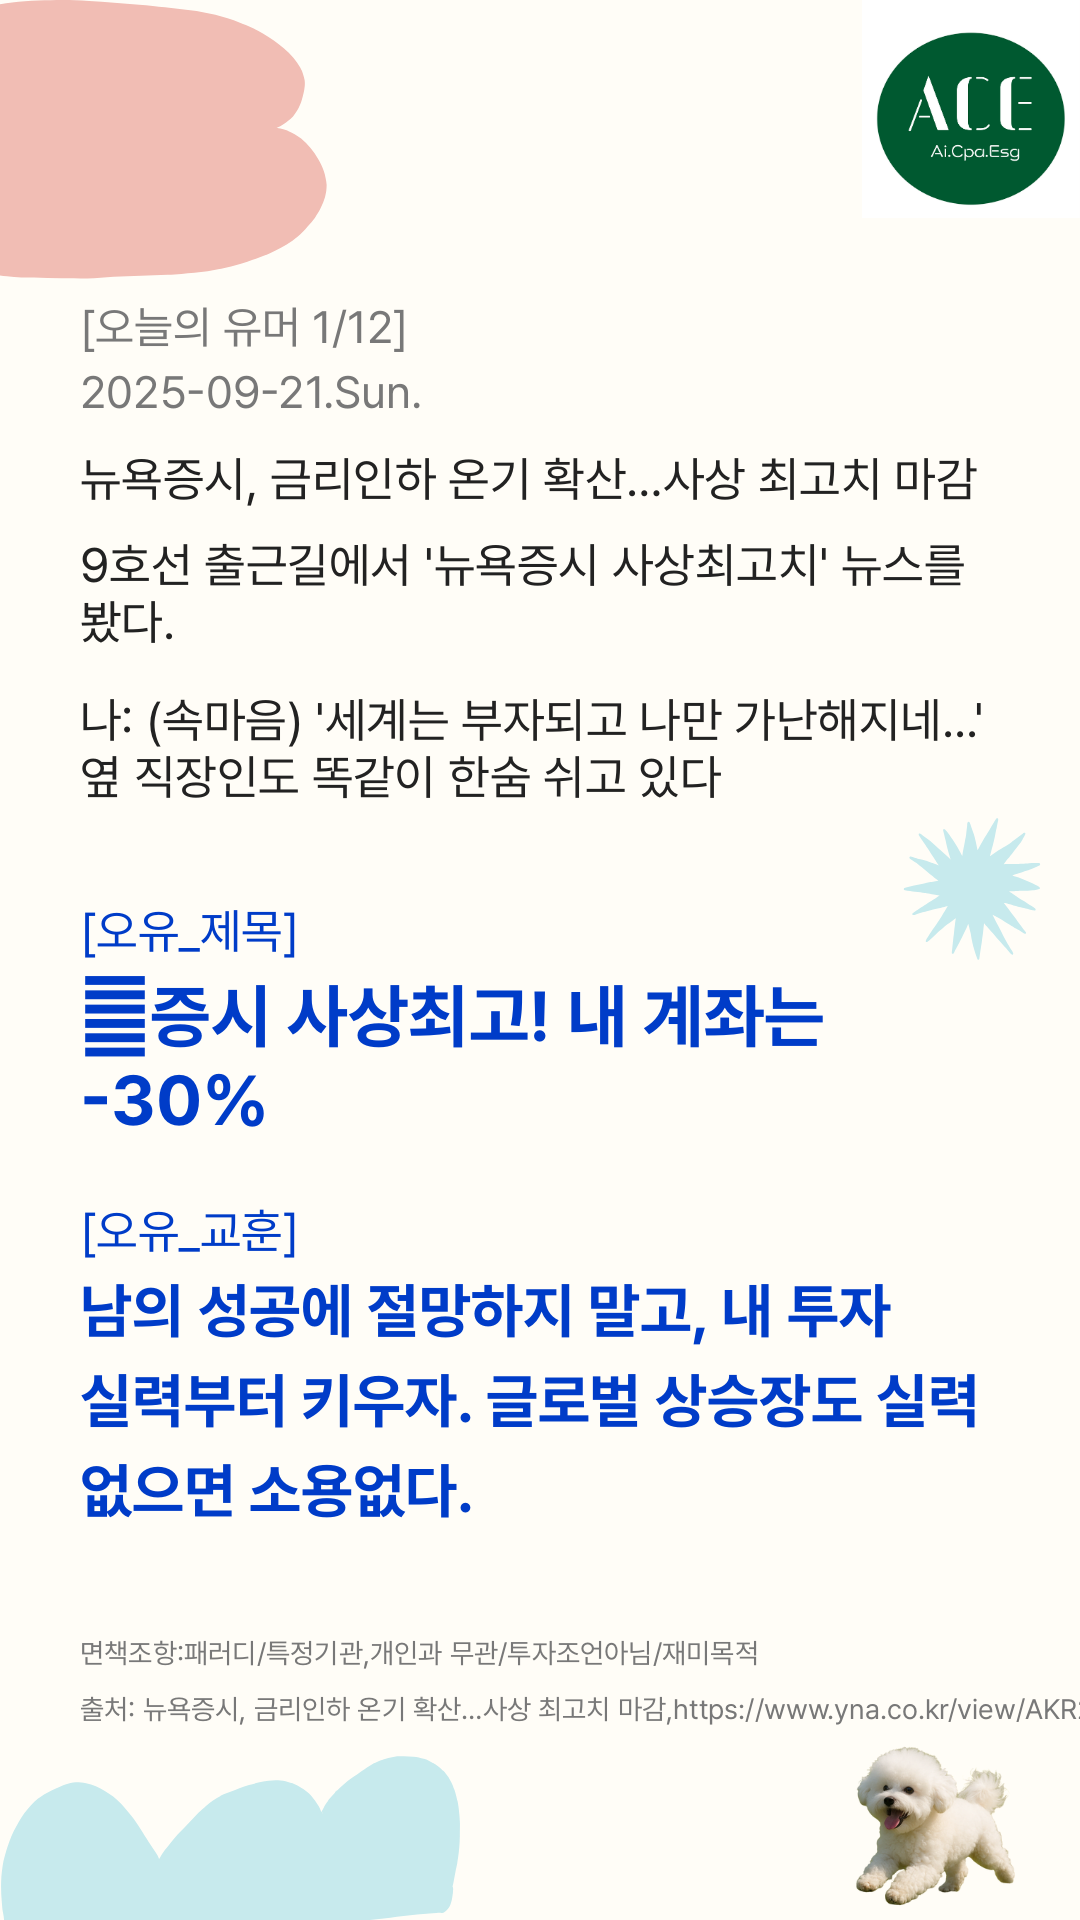 ACE
Ai.Cpa.Esg
[오늘의 유머 1/12]
2025-09-21.Sun.
뉴욕증시, 금리인하 온기 확산...사상 최고치 마감
9호선 출근길에서 '뉴욕증시 사상최고치' 뉴스를
봤다.
나: (속마음) '세계는 부자되고 나만 가난해지네...'
옆 직장인도 똑같이 한숨 쉬고 있다
[오유_제목]
증시 사상최고! 내 계좌는
-30%
[오유_교훈]
남의 성공에 절망하지 말고, 내 투자
실력부터 키우자. 글로벌 상승장도 실력
없으면 소용없다.
면책조항:패러디/특정기관,개인과 무관/투자조언아님/재미목적
출처: 뉴욕증시, 금리인하 온기 확산...사상 최고치 마감,https://www.yna.co.kr/view/AKR